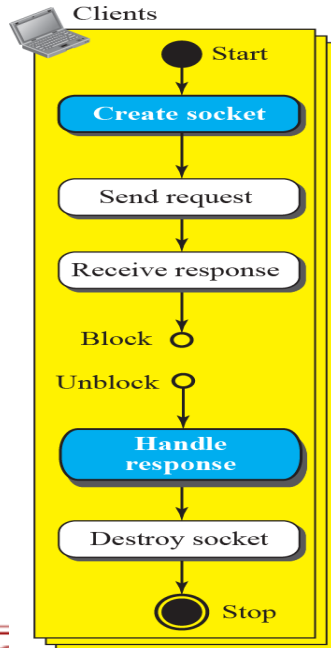 Clients
Start
Create socket
Send request
Receive response
Block
Unblock
Handle
response
Destroy socket
Stop